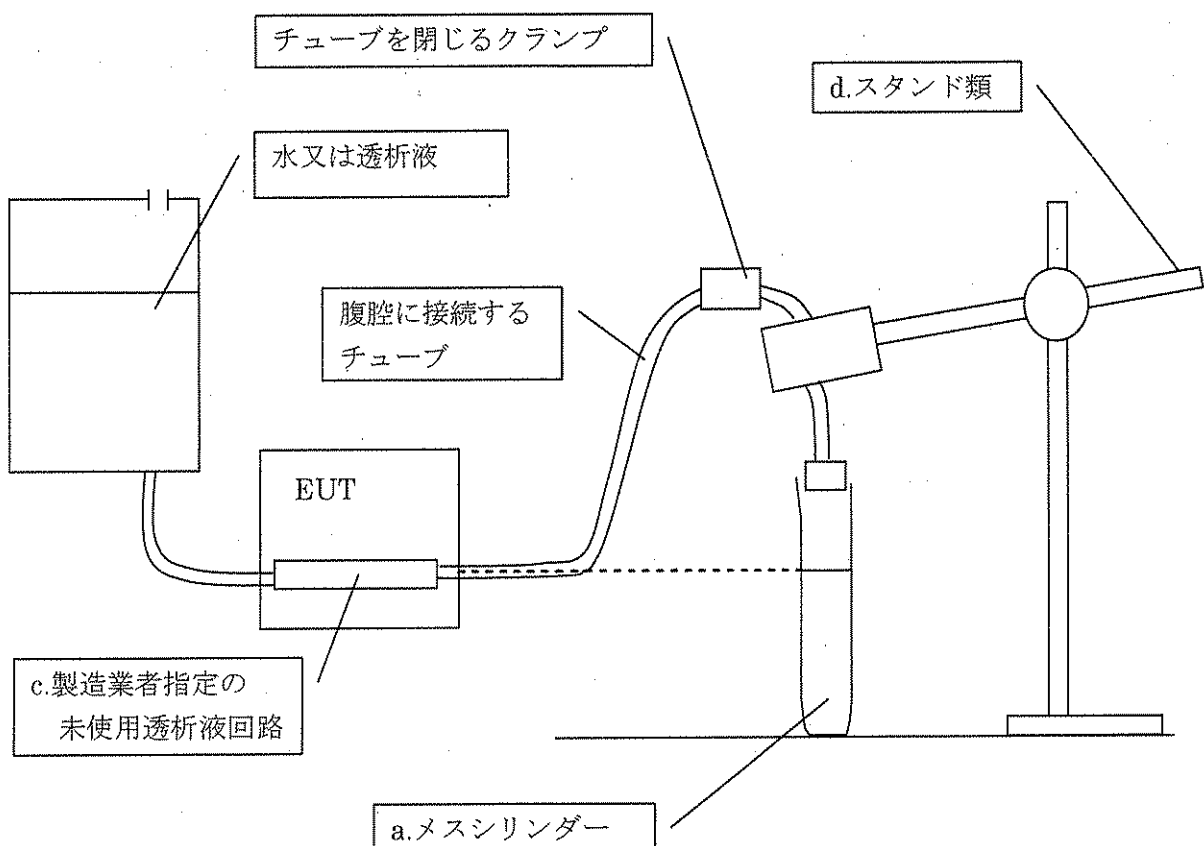 チューブを閉じるクランプ
d.スタンド類
水又は透析液
腹腔に接続する
チューブ
EUT
c.製造業者指定の
未使用透析液回路
a.メスシリンダー